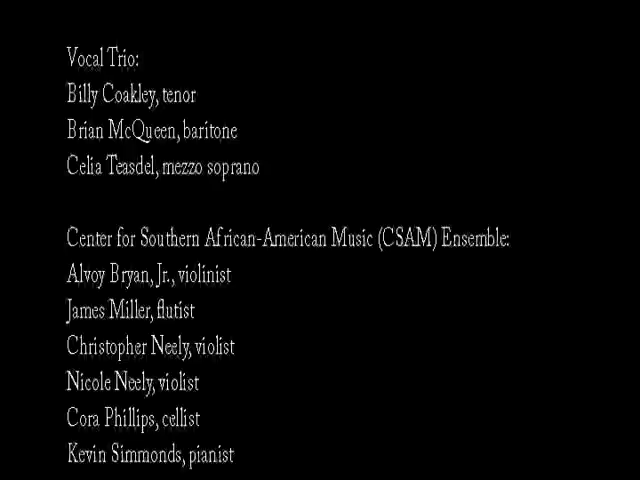 Vocal Trio:
Billy Coakley, tenor
Brian McQueen, baritone
Celia Teasdel, mezzo soprano
Center for Southern African-American Music (CSAM) Ensemble:
Alvoy Bryan, Jr., violinist
James Miller, flutist
Christopher Neely, violist
Nicole Neely, violist
Cora Phillips, cellist
Kevin Simmonds, pianist